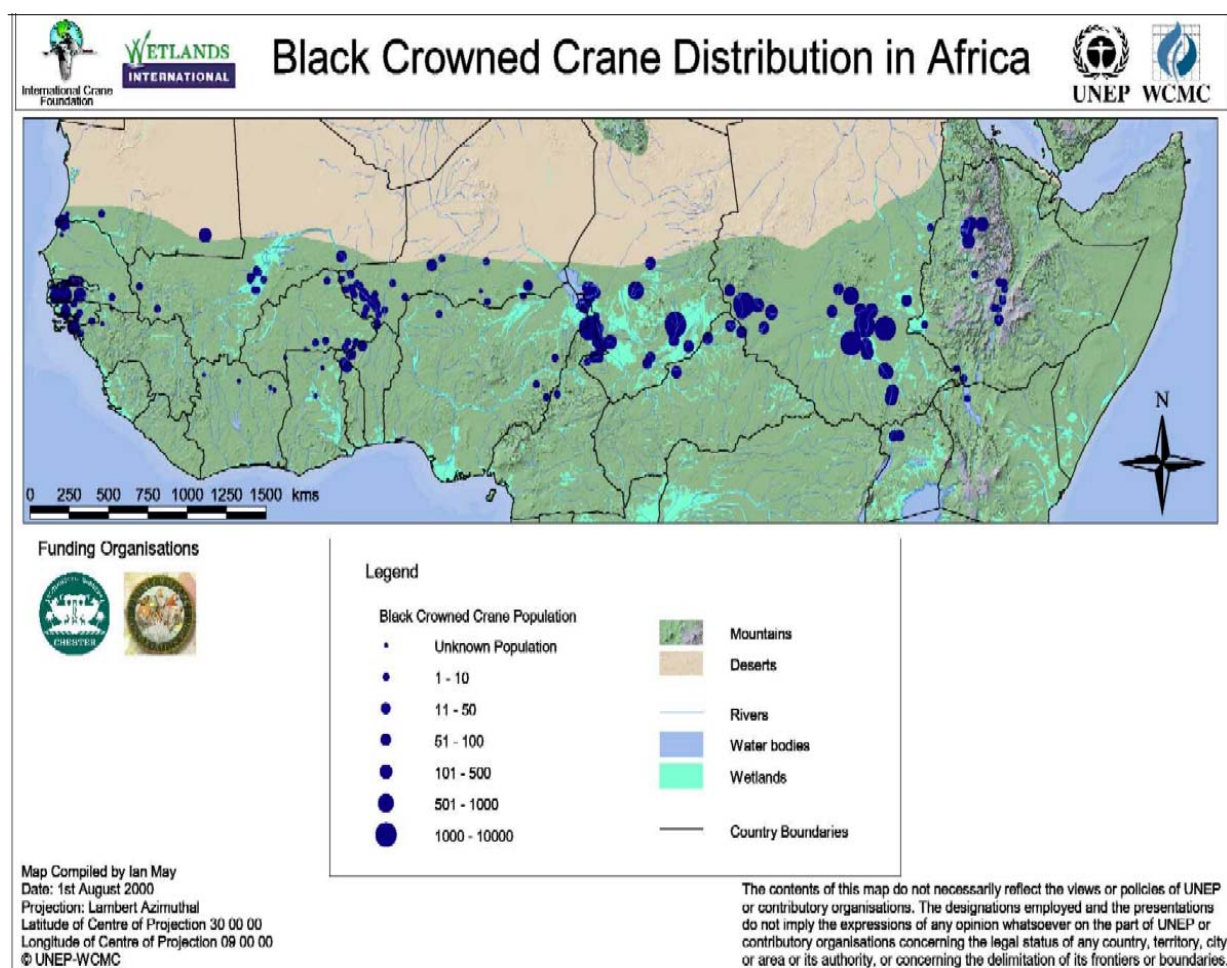 International Crane
Foundation
WETLANDS
INTERNATIONAL
Black Crowned Crane Distribution in Africa
UNEP WCMC
N
0 250 500 750 1000 1250 1500 kms
Funding Organisations
CHESTER
Legend
Black Crowned Crane Population
Unknown Population
1 - 10
11 - 50
51 - 100
101 - 500
501 - 1000
1000 - 10000
Mountains
Deserts
Rivers
Water bodies
Wetlands
Country Boundaries
Map Compiled by Ian May
Date: 1st August 2000
Projection: Lambert Azimuthal
Latitude of Centre of Projection 30 00 00
Longitude of Centre of Projection 09 00 00
© UNEP-WCMC
The contents of this map do not necessarily reflect the views or policies of UNEP
or contributory organisations. The designations employed and the presentations
do not imply the expressions of any opinion whatsoever on the part of UNEP or
contributory organisations concerning the legal status of any country, territory, city
or area or its authority, or concerning the delimitation of its frontiers or boundaries.